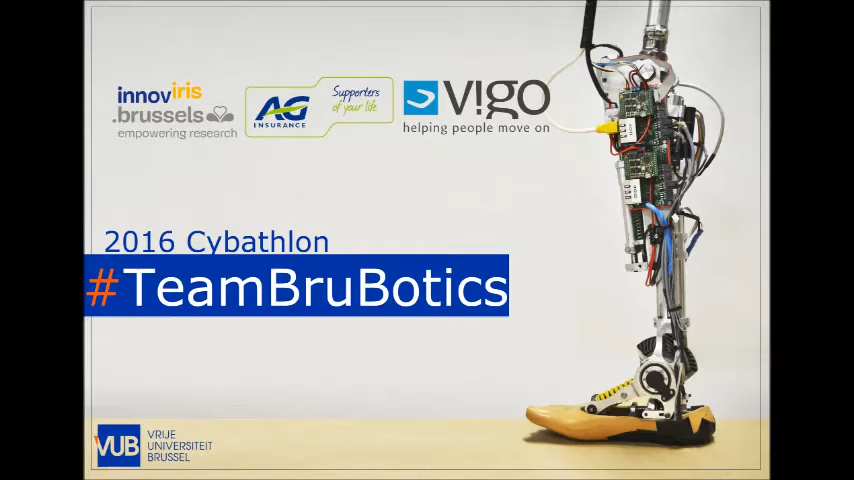 innoviris
.brussels
empowering research
AG
INSURANCE
Supporters
of your life
V!GO
helping people move on
2016 Cybathlon
#TeamBruBotics
VUB
VRIJE
UNIVERSITEIT
BRUSSEL